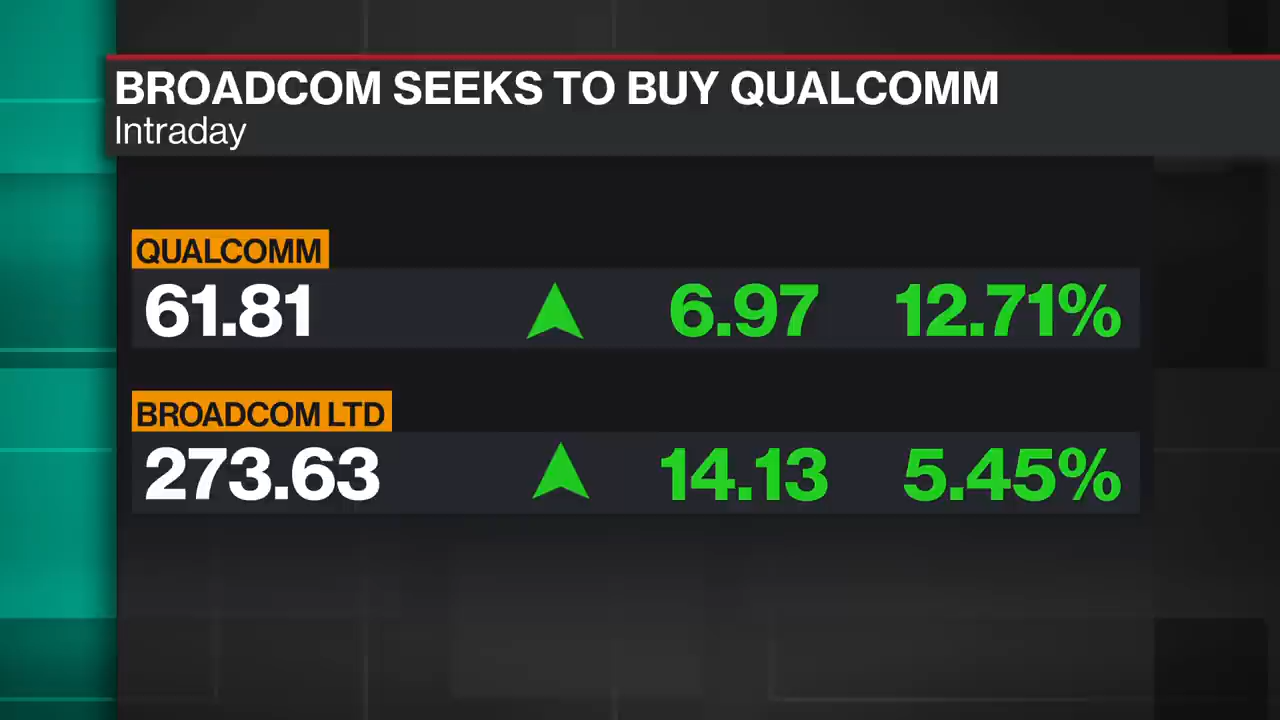 BROADCOM SEEKS TO BUY QUALCOMM
Intraday
QUALCOMM
61.81 6.97 12.71%
BROADCOM LTD
273.63 14.13 5.45%